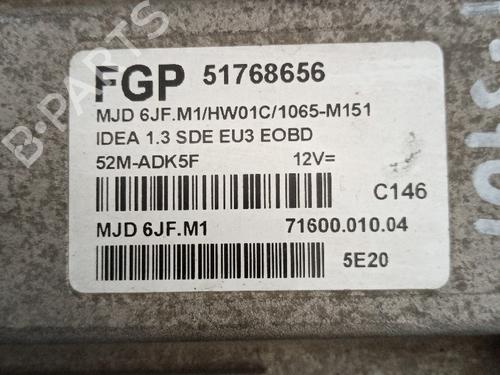 FGP 51768656
MJD 6JF.M1/HW01C/1065-M151
IDEA 1.3 SDE EU3 EOBD
52M-ADK5F 12V=
C146
MJD 6JF.M1 71600.010.04
5E20
B-PARTS